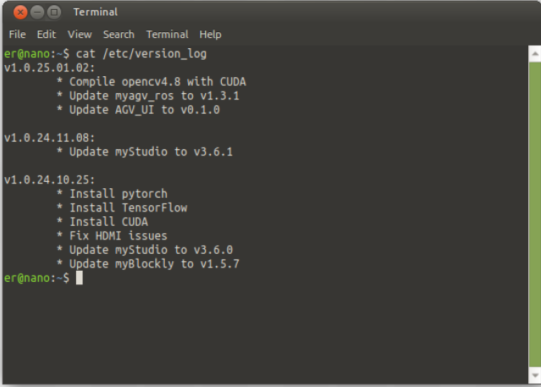 Terminal
File Edit View Search Terminal Help
er@nano:~$ cat /etc/version_log
v1.0.25.01.02:
* Compile opencv4.8 with CUDA
* Update myagv_ros to v1.3.1
* Update AGV_UI to v0.1.0
v1.0.24.11.08:
* Update myStudio to v3.6.1
v1.0.24.10.25:
* Install pytorch
* Install TensorFlow
* Install CUDA
* Fix HDMI issues
* Update myStudio to v3.6.0
* Update myBlockly to v1.5.7
er@nano:~$